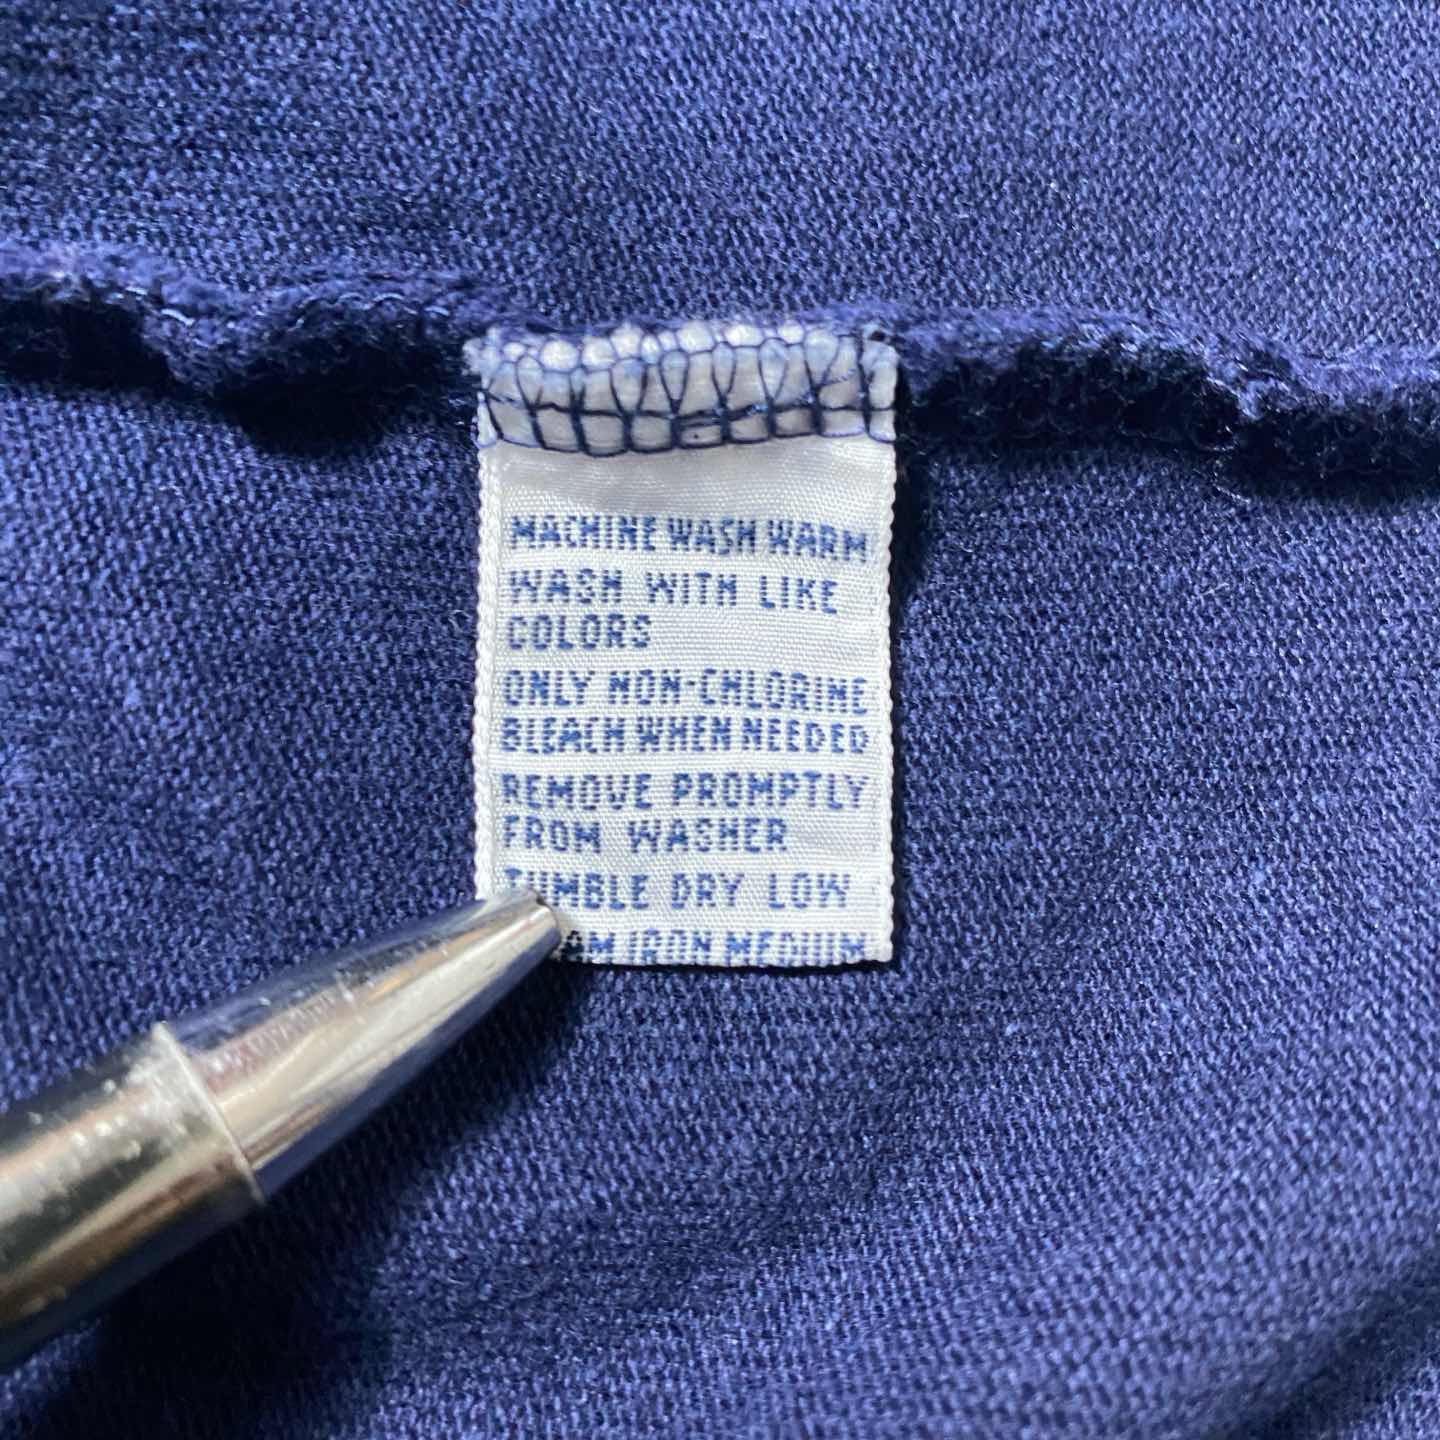 MACHINE WASH WARM
WASH WITH LIKE
COLORS
ONLY NON-CHLORINE
BLEACH WHEN NEEDED
REMOVE PROMPTLY
FROM WASHER
TUMBLE DRY LOW
IRON MEDIUM